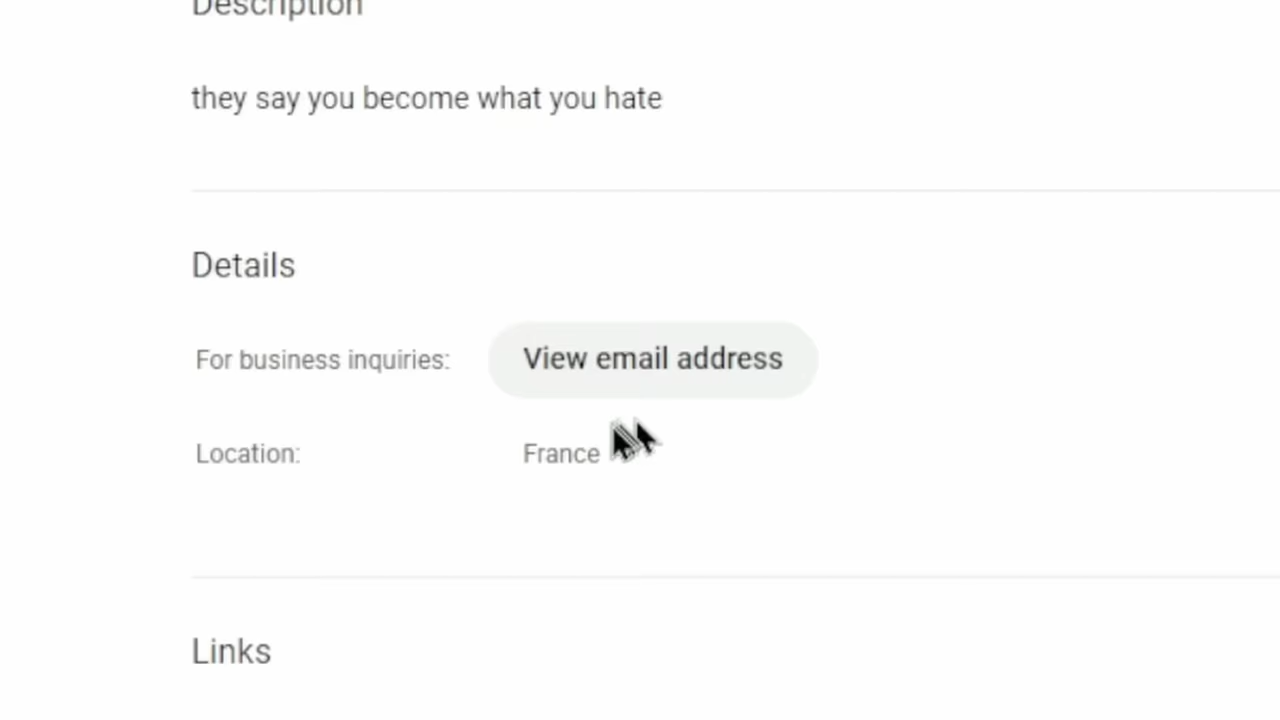 Description
they say you become what you hate
Details
For business inquiries: View email address
Location: France
Links